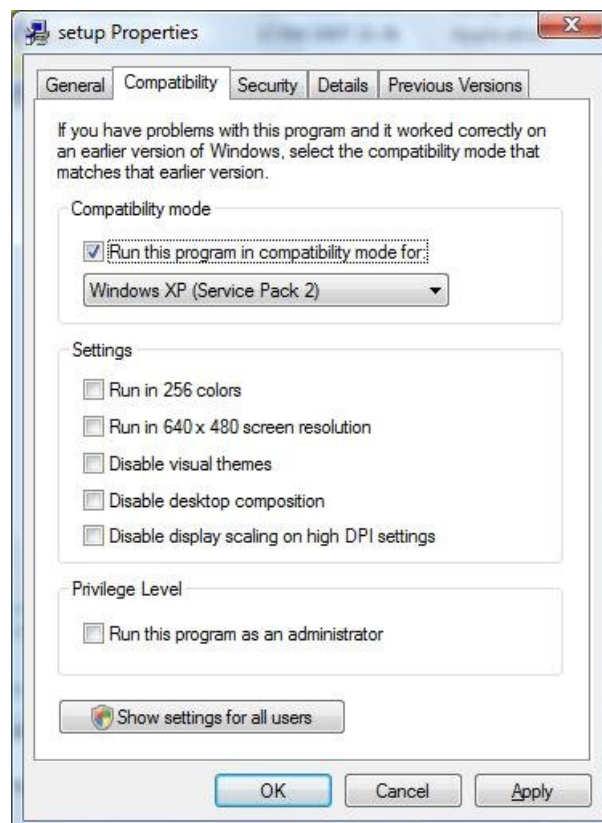 setup Properties
General Compatibility Security Details Previous Versions
If you have problems with this program and it worked correctly on
an earlier version of Windows, select the compatibility mode that
matches that earlier version.
Compatibility mode
Run this program in compatibility mode for:
Windows XP (Service Pack 2)
Settings
Run in 256 colors
Run in 640 x 480 screen resolution
Disable visual themes
Disable desktop composition
Disable display scaling on high DPI settings
Privilege Level
Run this program as an administrator
Show settings for all users
OK Cancel Apply